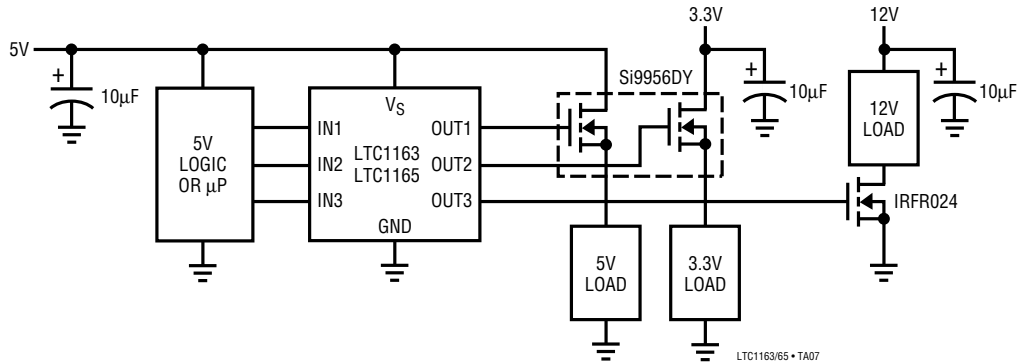 5V
3.3V
12V
+
10μF
Si9956DY
+
10μF
+
10μF
12V
LOAD
5V
LOGIC
OR μP
VS
IN1
IN2
IN3
LTC1163
LTC1165
OUT1
OUT2
OUT3
GND
IRFR024
5V
LOAD
3.3V
LOAD
LTC1163/65 • TA07